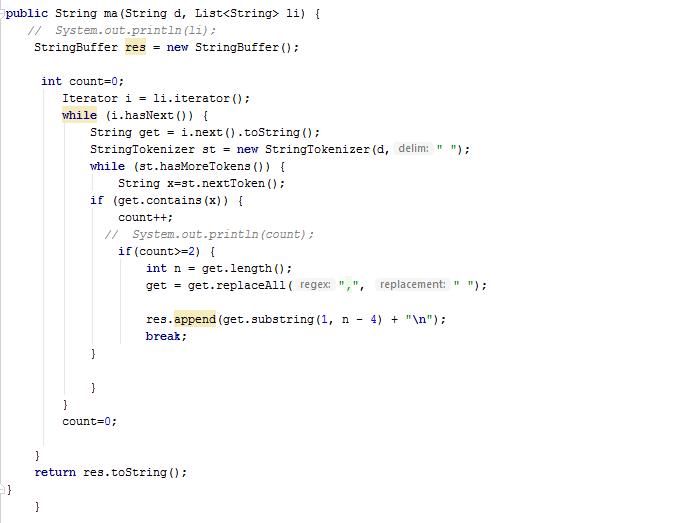 public String ma(String d, List<String> li) {
// System.out.println(li);
StringBuffer res = new StringBuffer();
int count=0;
Iterator i = li.iterator();
while (i.hasNext()) {
String get = i.next().toString();
StringTokenizer st = new StringTokenizer(d, delim: " ");
while (st.hasMoreTokens()) {
String x=st.nextToken();
if (get.contains(x)) {
count++;
// System.out.println(count);
if(count>=2) {
int n = get.length();
get = get.replaceAll( regex: ",", replacement: " ");
res.append(get.substring(1, n - 4) + "\n");
break;
}
}
}
count=0;
}
return res.toString();
}
}